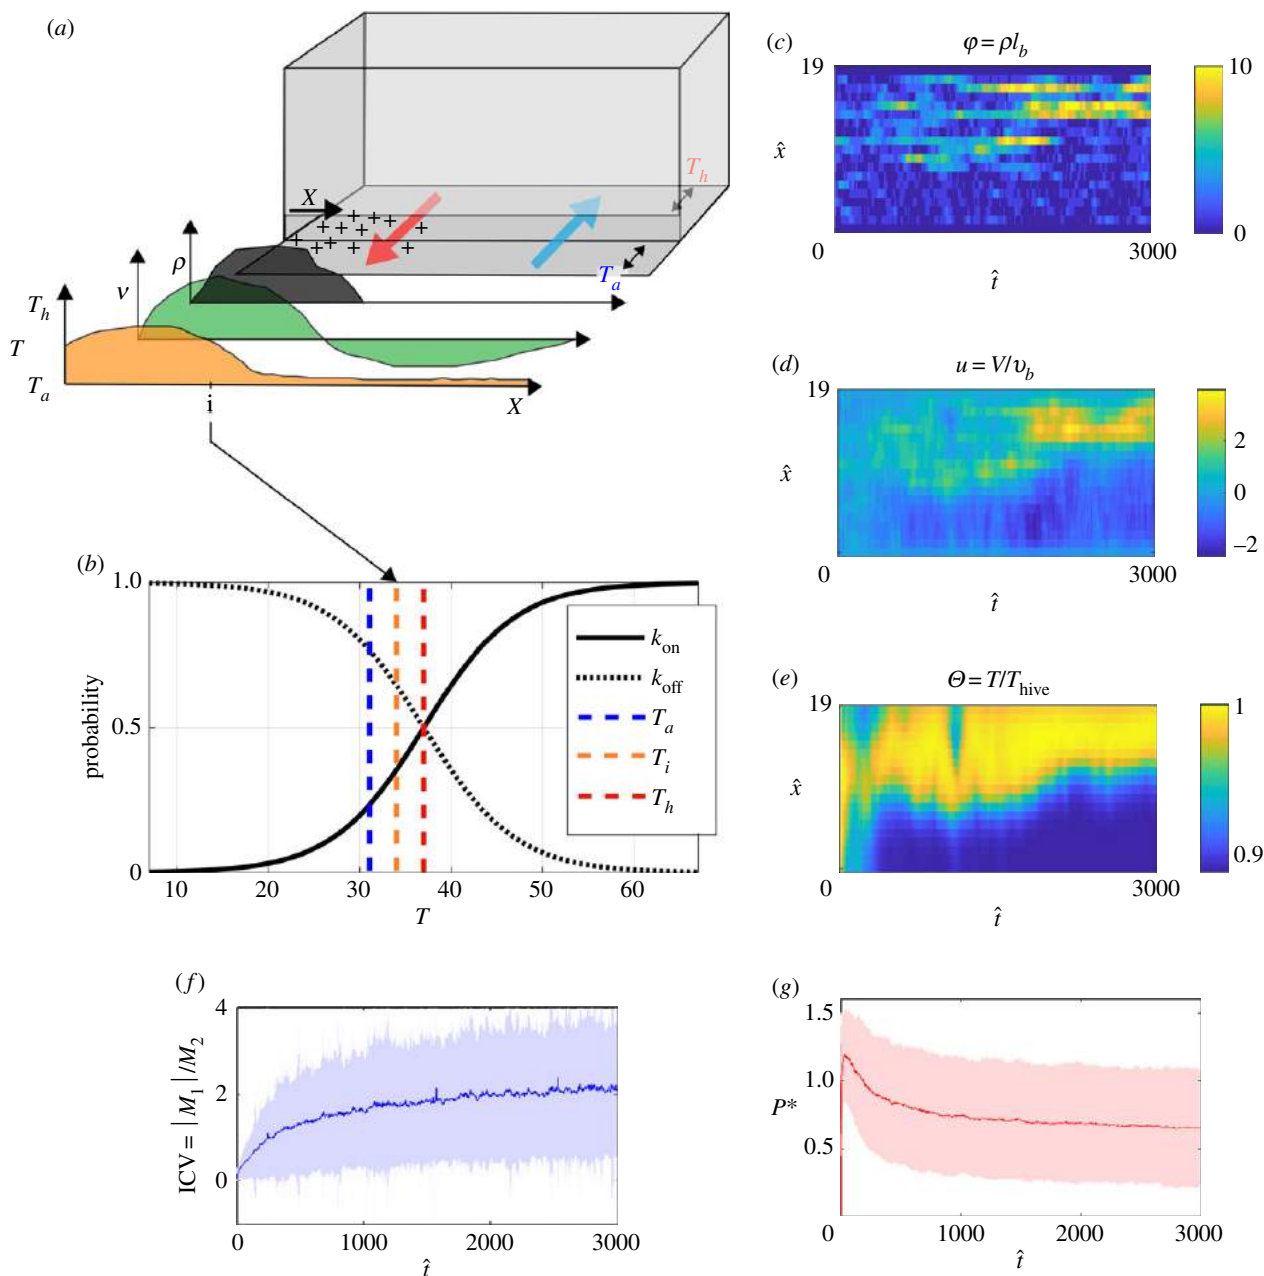 (a)
T_h
X
ρ
T_a
v
T_h
T
T_a
i
X
(b)
1.0
0.5
0
probability
10 20 30 40 50 60
T
k_on
k_off
T_a
T_i
T_h
(c)
φ = ρl_b
19
x̂
0
3000
t̂
10
0
(d)
u = V/υ_b
19
x̂
0
3000
t̂
2
0
–2
(e)
Θ = T/T_hive
19
x̂
0
3000
t̂
1
0.9
(f)
ICV = |M_1|/M_2
4
2
0
0 1000 2000 3000
t̂
(g)
P*
1.5
1.0
0.5
0 1000 2000 3000
t̂